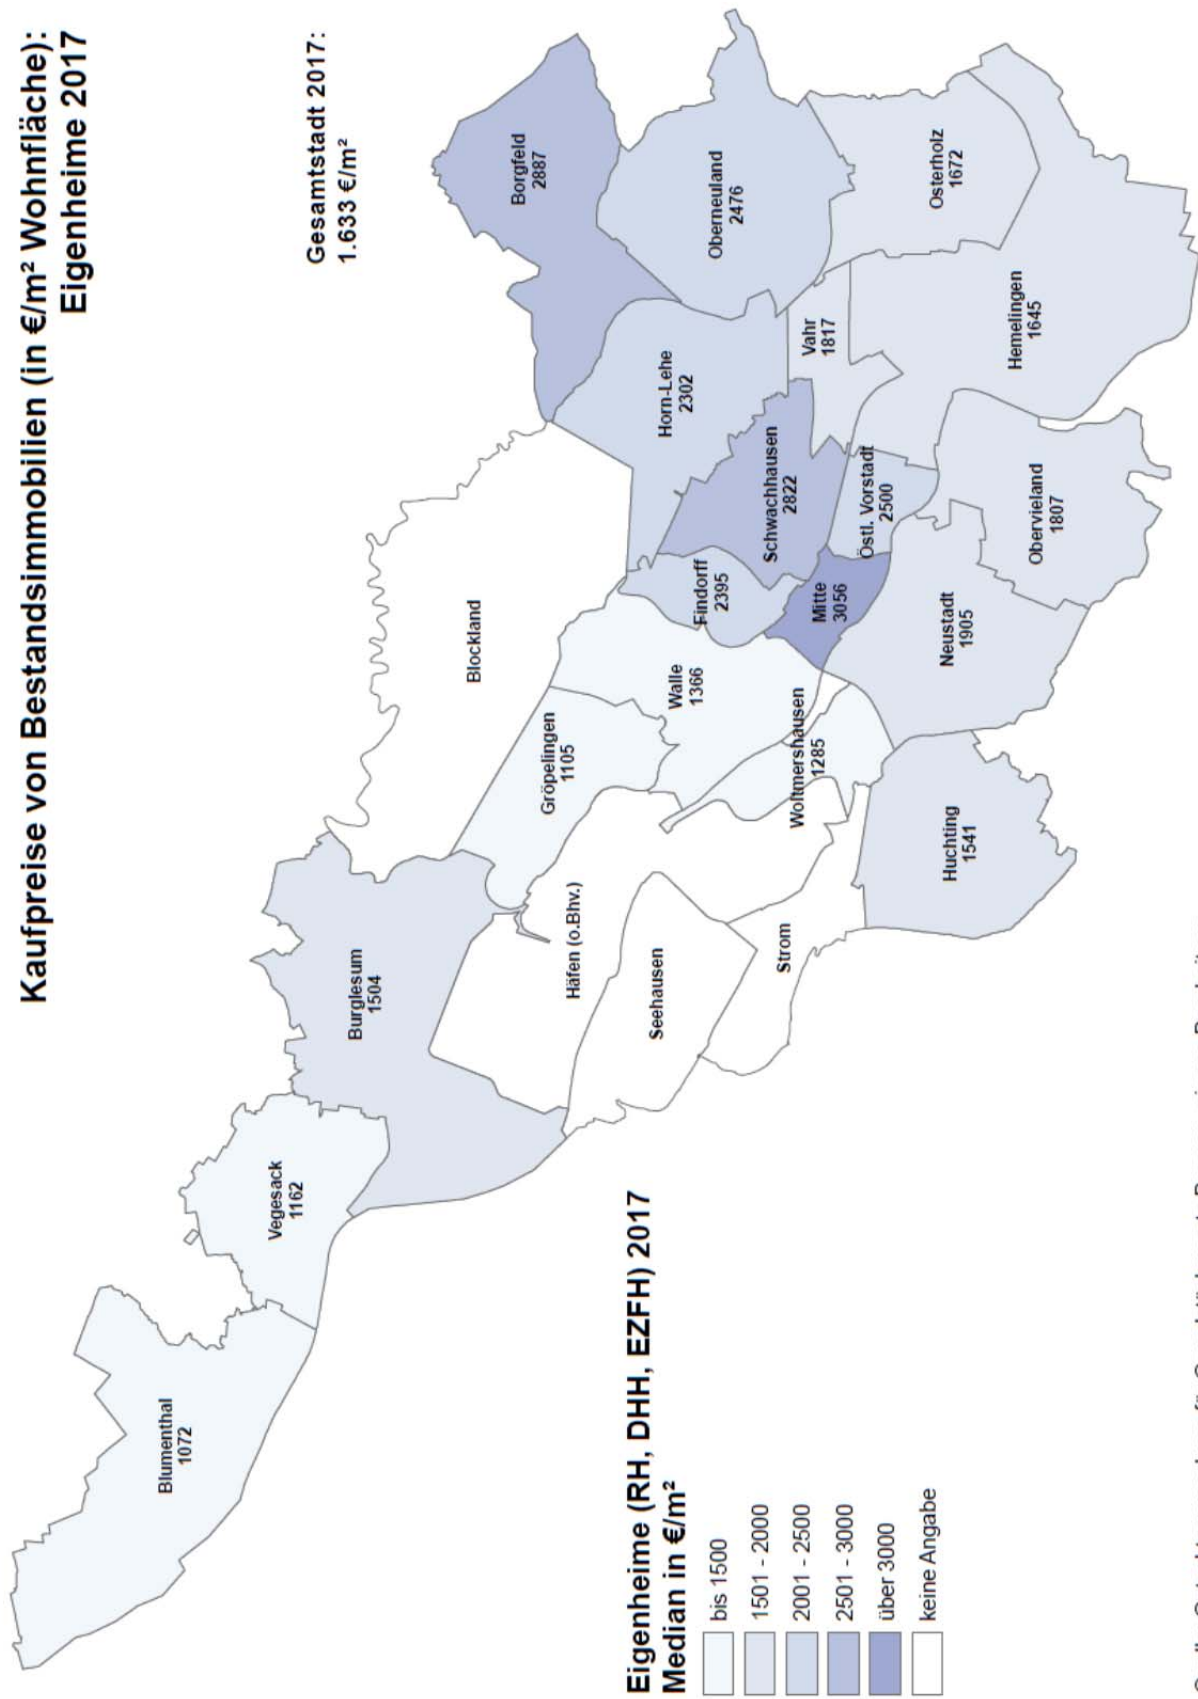 Kaufpreise von Bestandsimmobilien (in €/m² Wohnfläche):
Eigenheime 2017
Gesamtstadt 2017:
1.633 €/m²
Borgfeld
2887
Oberneuland
2476
Osterholz
1672
Horn-Lehe
2302
Vahr
1817
Hemelingen
1645
Schwachhausen
2822
Östl. Vorstadt
2500
Obervieland
1807
Blockland
Findorff
2395
Mitte
3056
Neustadt
1905
Walle
1366
Gröpelingen
1105
Woltmershausen
1285
Huchting
1541
Burglesum
1504
Häfen (o.Bhv.)
Seehausen
Strom
Vegesack
1162
Blumenthal
1072
Eigenheime (RH, DHH, EZFH) 2017
Median in €/m²
bis 1500
1501 - 2000
2001 - 2500
2501 - 3000
über 3000
keine Angabe